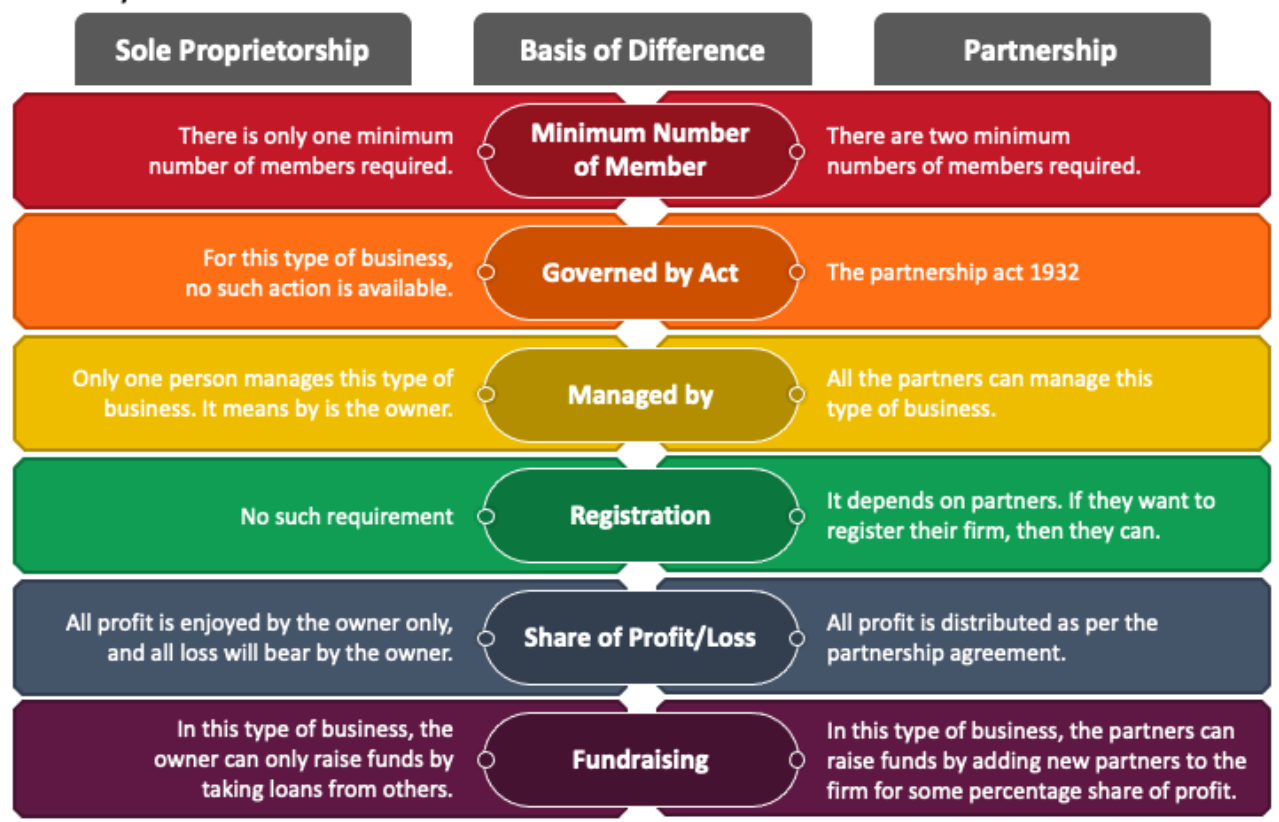 Sole Proprietorship
Basis of Difference
Partnership
There is only one minimum
number of members required.
Minimum Number
of Member
There are two minimum
numbers of members required.
For this type of business,
no such action is available.
Governed by Act
The partnership act 1932
Only one person manages this type of
business. It means by is the owner.
Managed by
All the partners can manage this
type of business.
No such requirement
Registration
It depends on partners. If they want to
register their firm, then they can.
All profit is enjoyed by the owner only,
and all loss will bear by the owner.
Share of Profit/Loss
All profit is distributed as per the
partnership agreement.
In this type of business, the
owner can only raise funds by
taking loans from others.
Fundraising
In this type of business, the partners can
raise funds by adding new partners to the
firm for some percentage share of profit.